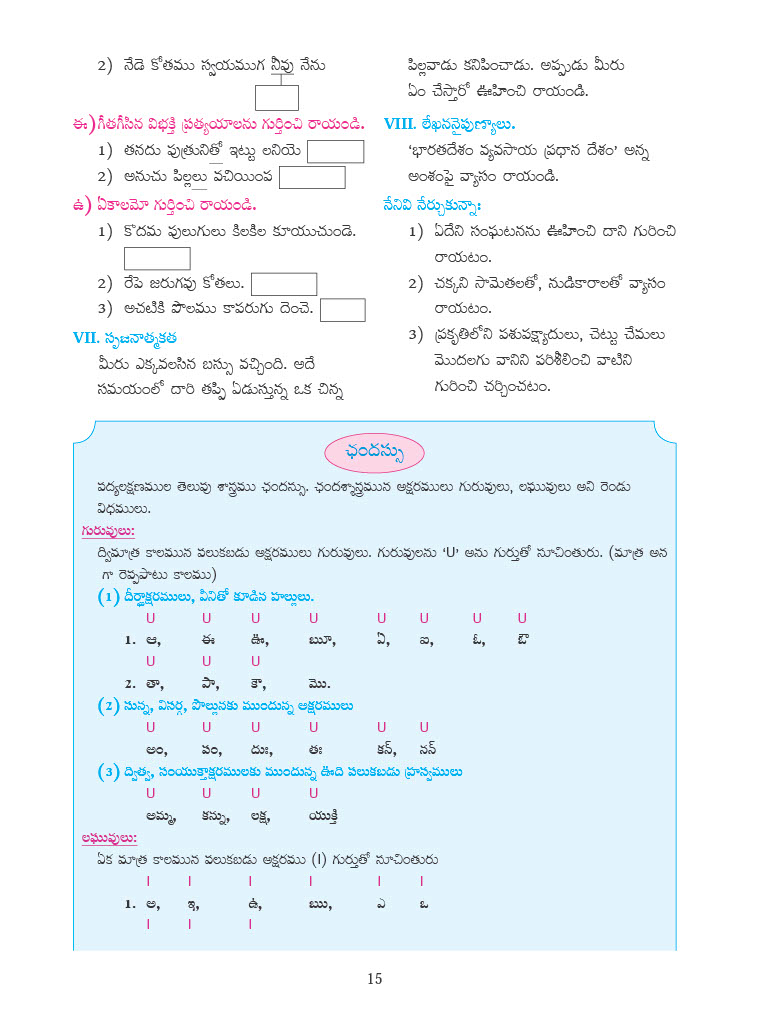 2) నేడె కోతము స్వయముగ నీవు నేను
ఈ)గీతగీసిన విభక్తి ప్రత్యయాలను గుర్తించి రాయండి.
1) తనదు పుత్రునితో ఇట్టు లనియె
2) అనుచు పిల్లలు వచియింప
ఉ) ఏకాలమో గుర్తించి రాయండి.
1) కొదమ పులుగులు కిలకిల కూయుచుండె.
2) రేపె జరుగవు కోతలు.
3) అచటికి పొలము కాపరుగు దెంచె.
VII. సృజనాత్మకత
మీరు ఎక్కవలసిన బస్సు వచ్చింది. అదే
సమయంలో దారి తప్పి ఏడుస్తున్న ఒక చిన్న
పిల్లవాడు కనిపించాడు. అప్పుడు మీరు
ఏం చేస్తారో ఊహించి రాయండి.
VIII. లేఖననైపుణ్యాలు.
‘భారతదేశం వ్యవసాయ ప్రధాన దేశం’ అన్న
అంశంపై వ్యాసం రాయండి.
నేనివి నేర్చుకున్నాః
1) ఏదేని సంఘటనను ఊహించి దాని గురించి
రాయటం.
2) చక్కని సామెతలతో, నుడికారాలతో వ్యాసం
రాయటం.
3) ప్రకృతిలోని పశుపక్ష్యాదులు, చెట్టు చేమలు
మొదలగు వానిని పరిశీలించి వాటిని
గురించి చర్చించటం.
ఛందస్సు
పద్యలక్షణముల తెలువు శాస్త్రము ఛందస్సు. ఛందశ్శాస్త్రమున అక్షరములు గురువులు, లఘువులు అని రెండు
విధములు.
గురువులు:
ద్విమాత్ర కాలమున పలుకబడు అక్షరములు గురువులు. గురువులను ‘U’ అను గుర్తుతో సూచింతురు. (మాత్ర అన
గా రెప్పపాటు కాలము)
(1) దీర్ఘాక్షరములు, వీనితో కూడిన హల్లులు.
U U U U U U U U
1. ఆ, ఈ ఊ, ౠ, ఏ, ఐ, ఓ, ఔ
U U U
2. తా, పా, కౌ, మొ.
(2) సున్న, విసర్గ, పొల్లునకు ముందున్న అక్షరములు
U U U U U U
అం, పం, దుః, తః కన్, నన్
(3) ద్విత్వ, సంయుక్తాక్షరములకు ముందున్న ఊది పలుకబడు హ్రస్వములు
U U U U
అమ్మ, కన్ను, లక్ష, యుక్తి
లఘువులు:
ఏక మాత్ర కాలమున పలుకబడు అక్షరము (I) గుర్తుతో సూచింతురు
I I I I I I
1. అ, ఇ, ఉ, ఋ, ఎ ఒ
I I I
15